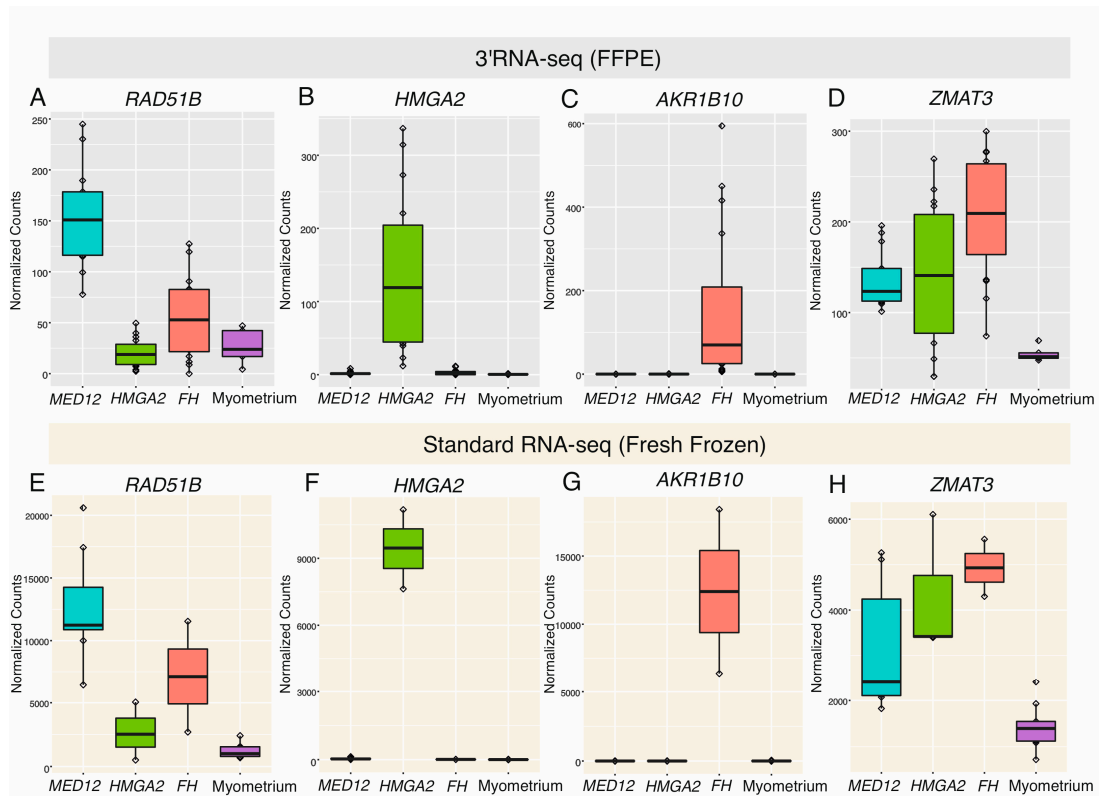 3'RNA-seq (FFPE)
A RAD51B
B HMGA2
C AKR1B10
D ZMAT3
Normalized Counts
250
200
150
100
50
0
MED12 HMGA2 FH Myometrium
Normalized Counts
300
200
100
0
MED12 HMGA2 FH Myometrium
Normalized Counts
600
400
200
0
MED12 HMGA2 FH Myometrium
Normalized Counts
300
200
100
MED12 HMGA2 FH Myometrium
Standard RNA-seq (Fresh Frozen)
E RAD51B
F HMGA2
G AKR1B10
H ZMAT3
Normalized Counts
20000
15000
10000
5000
0
MED12 HMGA2 FH Myometrium
Normalized Counts
9000
6000
3000
0
MED12 HMGA2 FH Myometrium
Normalized Counts
15000
10000
5000
0
MED12 HMGA2 FH Myometrium
Normalized Counts
6000
4000
2000
MED12 HMGA2 FH Myometrium